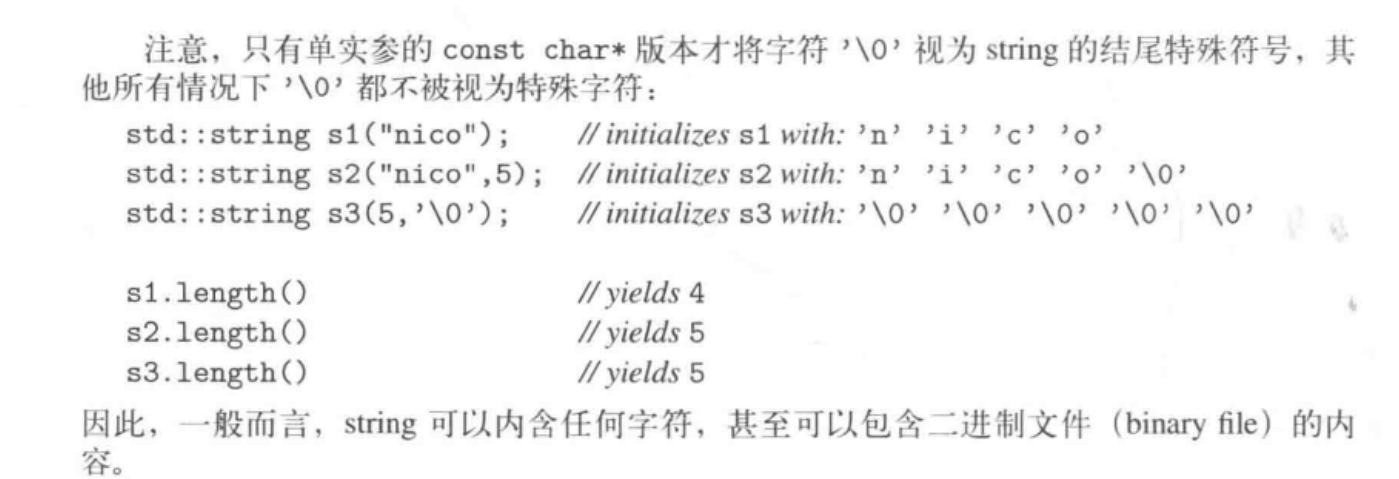 注意，只有单实参的 const char* 版本才将字符 '\0' 视为 string 的结尾特殊符号，其
他所有情况下 '\0' 都不被视为特殊字符：
std::string s1("nico");    // initializes s1 with: 'n' 'i' 'c' 'o'
std::string s2("nico",5);  // initializes s2 with: 'n' 'i' 'c' 'o' '\0'
std::string s3(5,'\0');    // initializes s3 with: '\0' '\0' '\0' '\0' '\0'
s1.length()                // yields 4
s2.length()                // yields 5
s3.length()                // yields 5
因此，一般而言，string 可以内含任何字符，甚至可以包含二进制文件（binary file）的内
容。